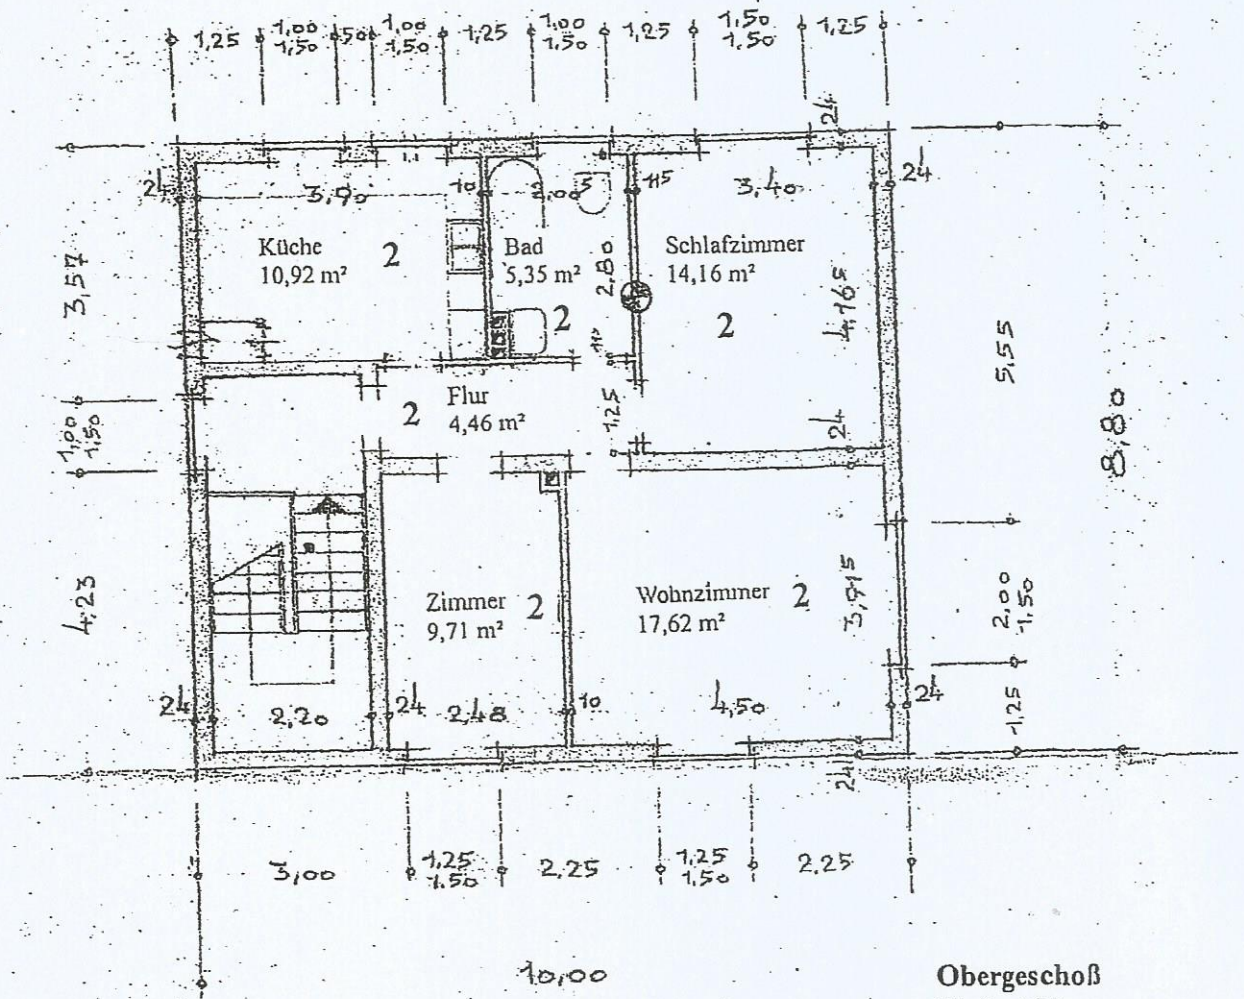 1,25 1,00 50 1,00 1,25 1,00 1,25 1,50 1,25
1,50 1,50 1,50 1,50
24
24 3,90 10 2,00 5 11⁵ 3,40 24
Küche 2
10,92 m²
Bad
5,35 m²
2
2,80
Schlafzimmer
14,16 m²
2
4,16⁵
3,57
11⁵
5,55
8,80
Flur
4,46 m²
2
1,25
24
1,00
1,50
4,23
Zimmer 2
9,71 m²
Wohnzimmer 2
17,62 m²
3,91⁵
2,00
1,50
24 2,20 24 2,48 10 4,50 24
1,25
24
3,00 1,25 2,25 1,25 2,25
1,50 1,50
10,00
Obergeschoß